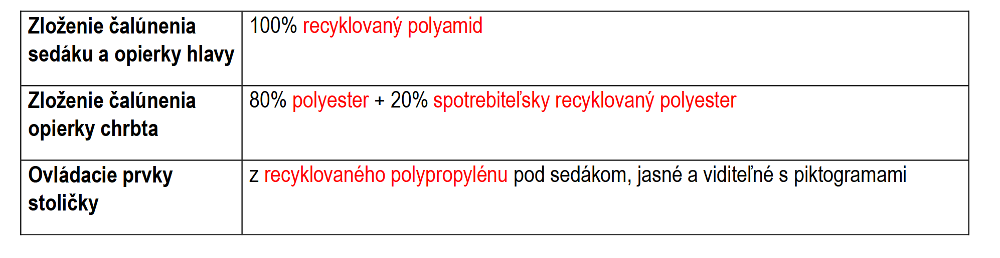 Zloženie čalúnenia
sedáku a opierky hlavy
100% recyklovaný polyamid
Zloženie čalúnenia
opierky chrbta
80% polyester + 20% spotrebiteľsky recyklovaný polyester
Ovládacie prvky
stoličky
z recyklovaného polypropylénu pod sedákom, jasné a viditeľné s piktogramami